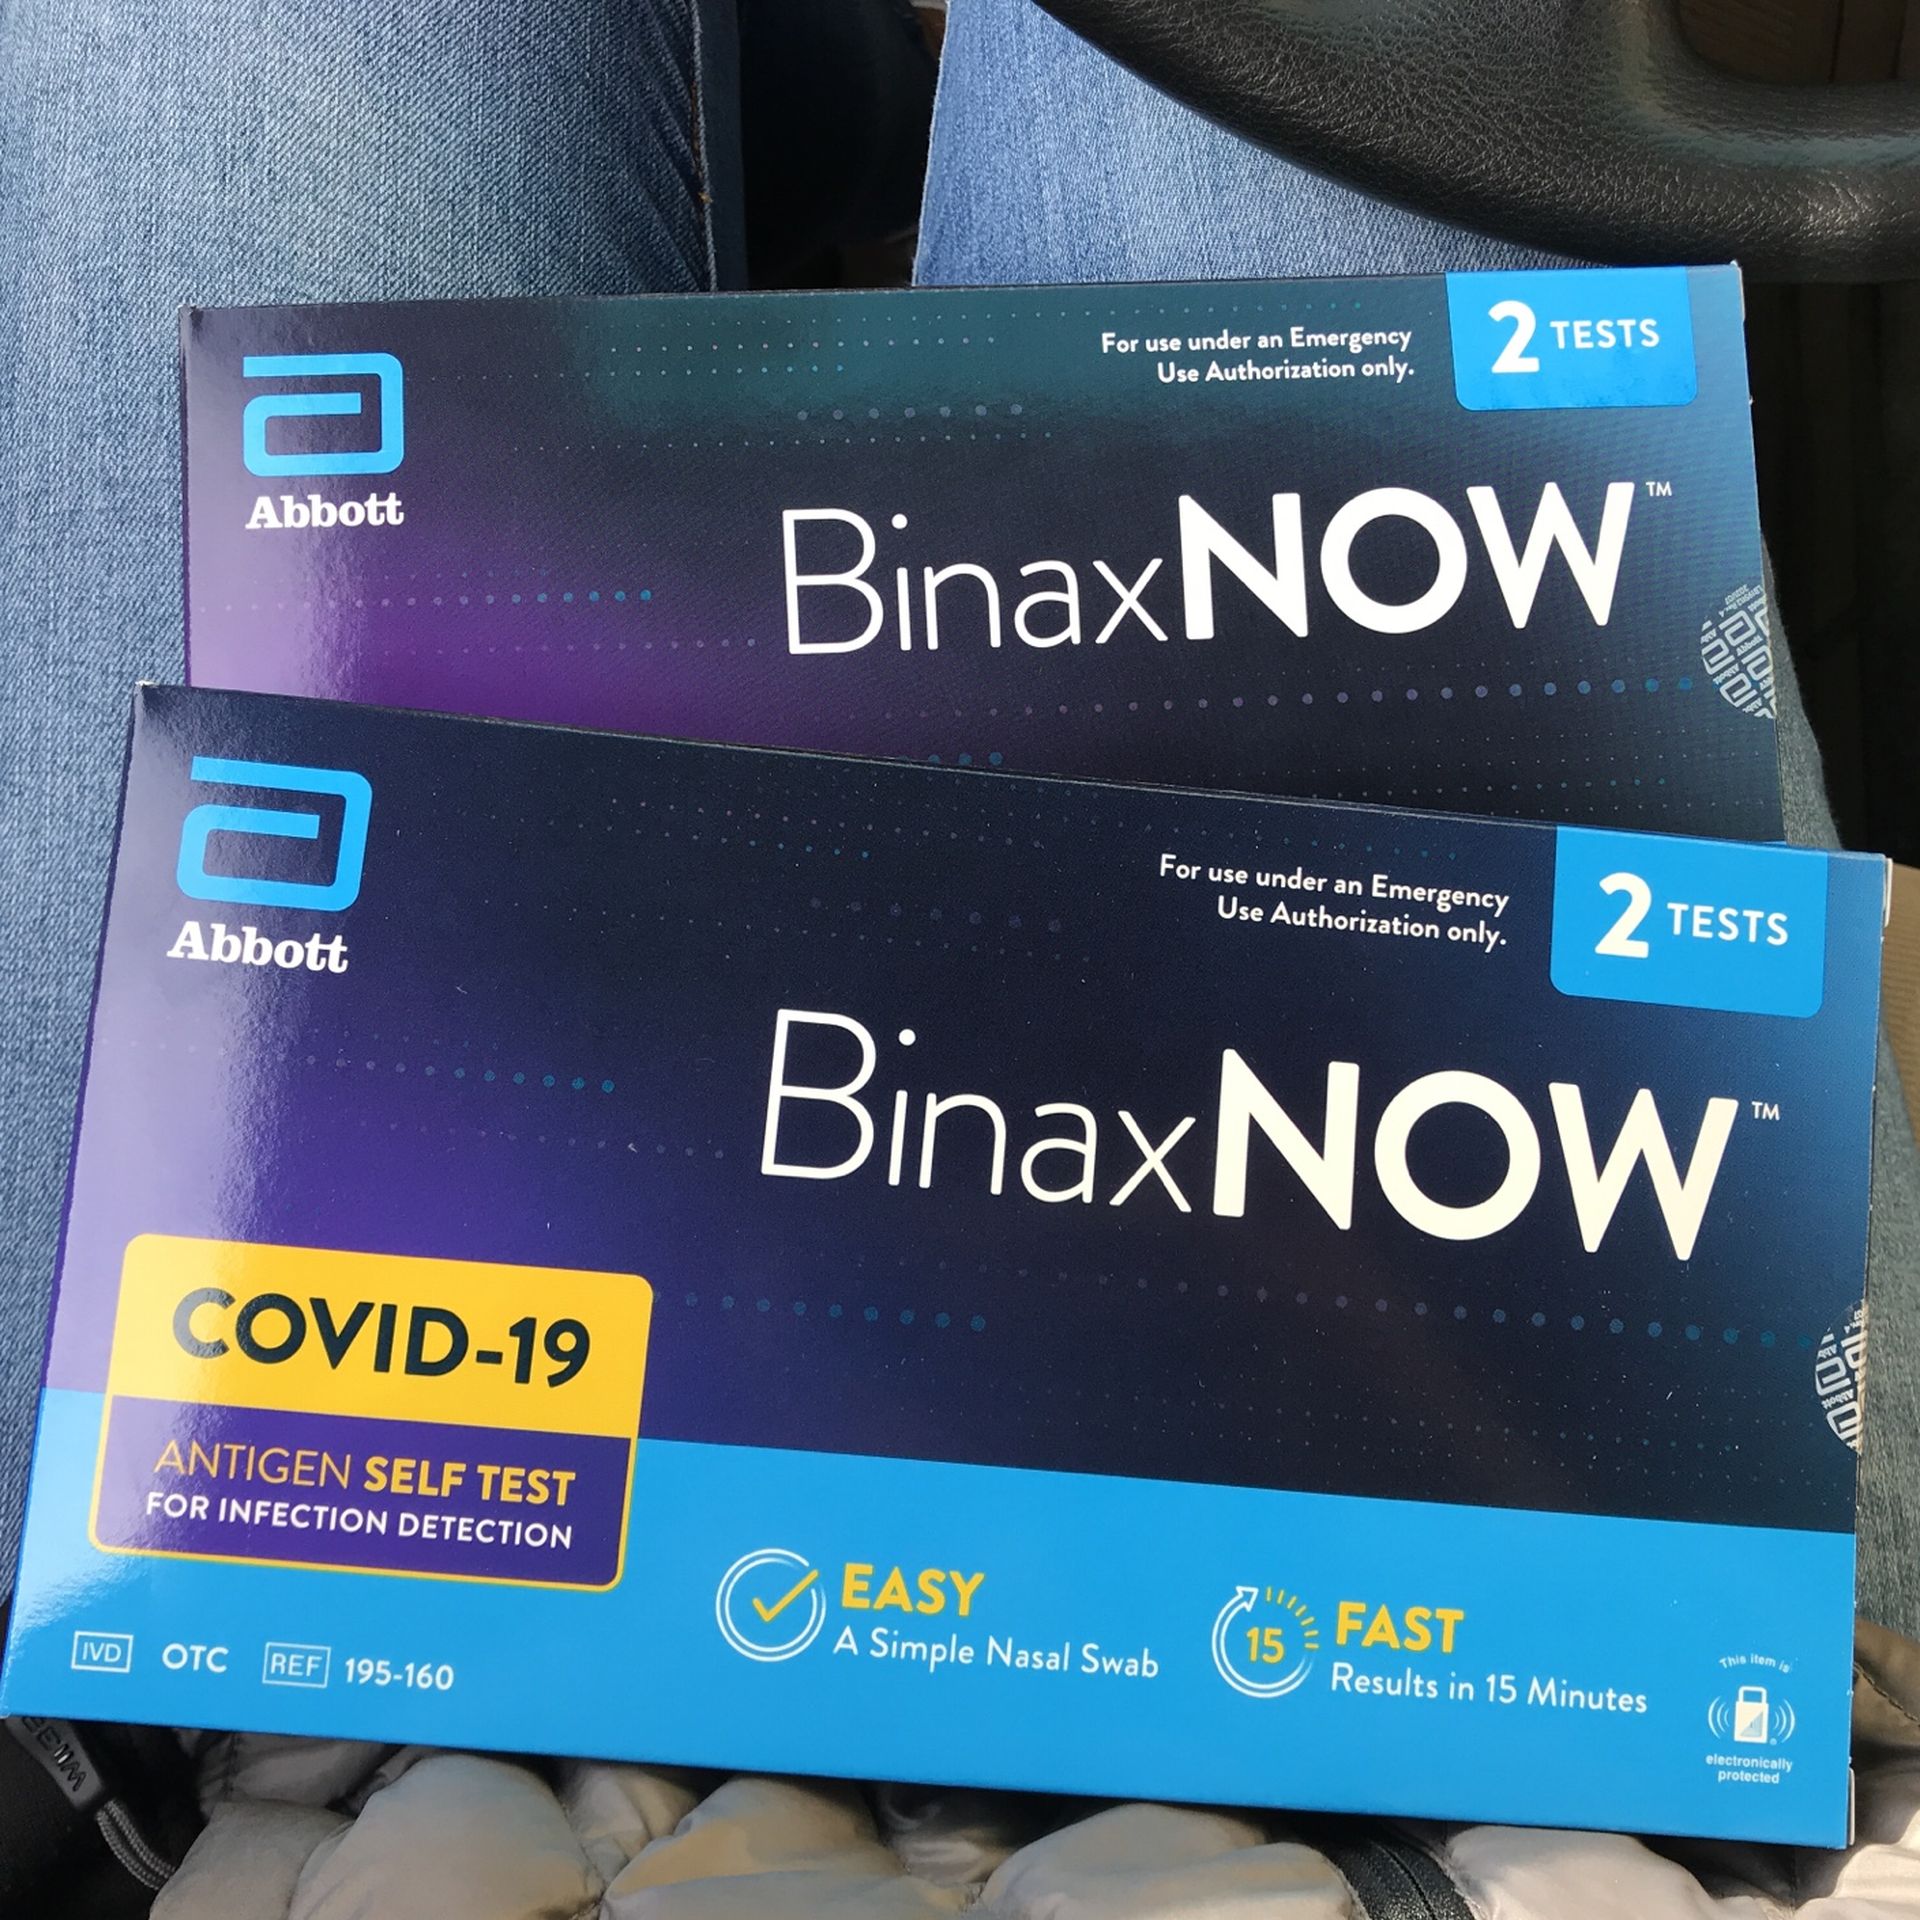 Abbott
For use under an Emergency
Use Authorization only.
2 TESTS
BinaxNOW™
Abbott
For use under an Emergency
Use Authorization only.
2 TESTS
BinaxNOW™
COVID-19
ANTIGEN SELF TEST
FOR INFECTION DETECTION
IVD OTC REF 195-160
EASY
A Simple Nasal Swab
15
FAST
Results in 15 Minutes
This item is
electronically
protected